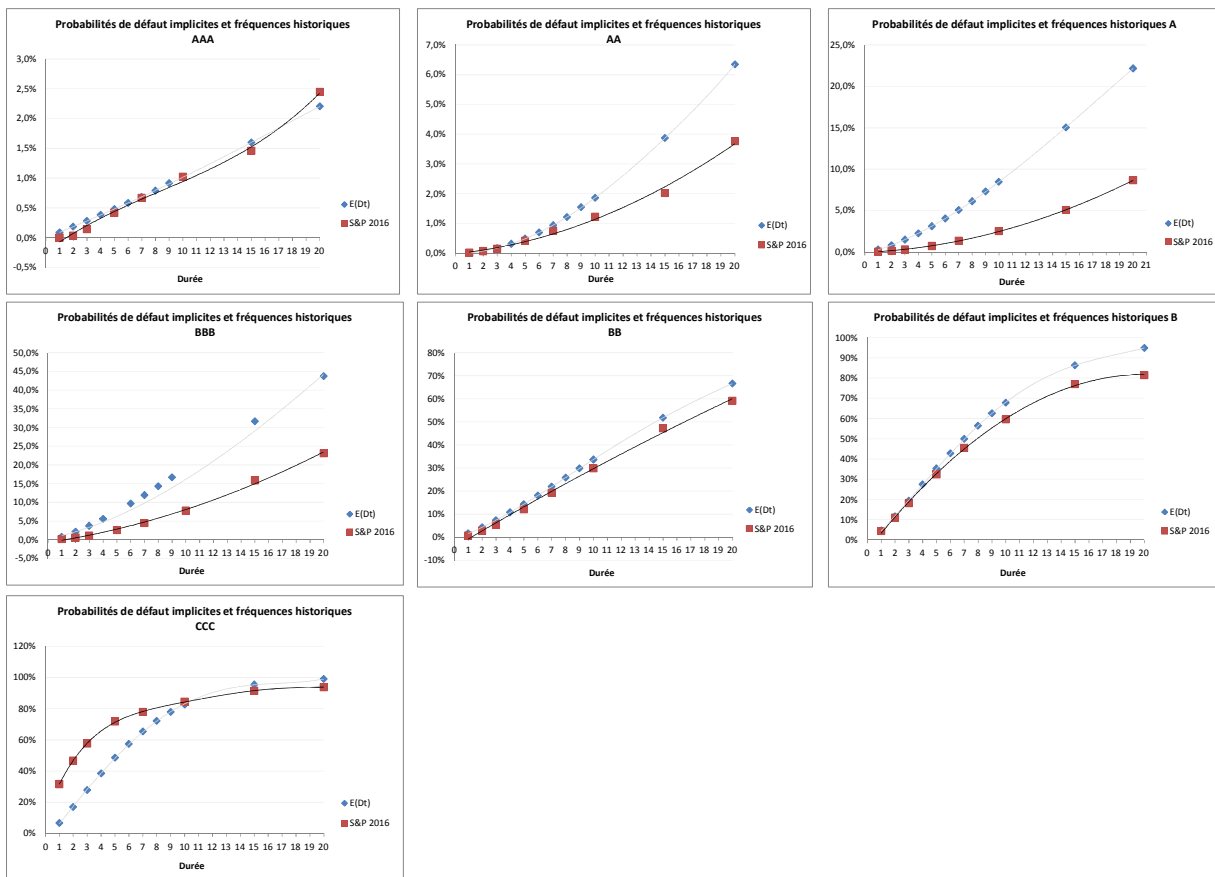 Probabilités de défaut implicites et fréquences historiques
AAA
3,0%
2,5%
2,0%
1,5%
1,0%
0,5%
0,0%
-0,5%
0 1 2 3 4 5 6 7 8 9 10 11 12 13 14 15 16 17 18 19 20
Durée
E(Dt)
S&P 2016
Probabilités de défaut implicites et fréquences historiques
AA
7,0%
6,0%
5,0%
4,0%
3,0%
2,0%
1,0%
0,0%
0 1 2 3 4 5 6 7 8 9 10 11 12 13 14 15 16 17 18 19 20
Durée
E(Dt)
S&P 2016
Probabilités de défaut implicites et fréquences historiques A
25,0%
20,0%
15,0%
10,0%
5,0%
0,0%
0 1 2 3 4 5 6 7 8 9 10 11 12 13 14 15 16 17 18 19 20 21
Durée
E(Dt)
S&P 2016
Probabilités de défaut implicites et fréquences historiques
BBB
50,0%
45,0%
40,0%
35,0%
30,0%
25,0%
20,0%
15,0%
10,0%
5,0%
0,0%
-5,0%
0 1 2 3 4 5 6 7 8 9 10 11 12 13 14 15 16 17 18 19 20
Durée
E(Dt)
S&P 2016
Probabilités de défaut implicites et fréquences historiques
BB
80%
70%
60%
50%
40%
30%
20%
10%
0%
-10%
0 1 2 3 4 5 6 7 8 9 10 11 12 13 14 15 16 17 18 19 20
Durée
E(Dt)
S&P 2016
Probabilités de défaut implicites et fréquences historiques B
100%
90%
80%
70%
60%
50%
40%
30%
20%
10%
0%
0 1 2 3 4 5 6 7 8 9 10 11 12 13 14 15 16 17 18 19 20
Durée
E(Dt)
S&P 2016
Probabilités de défaut implicites et fréquences historiques
CCC
120%
100%
80%
60%
40%
20%
0%
0 1 2 3 4 5 6 7 8 9 10 11 12 13 14 15 16 17 18 19 20
Durée
E(Dt)
S&P 2016